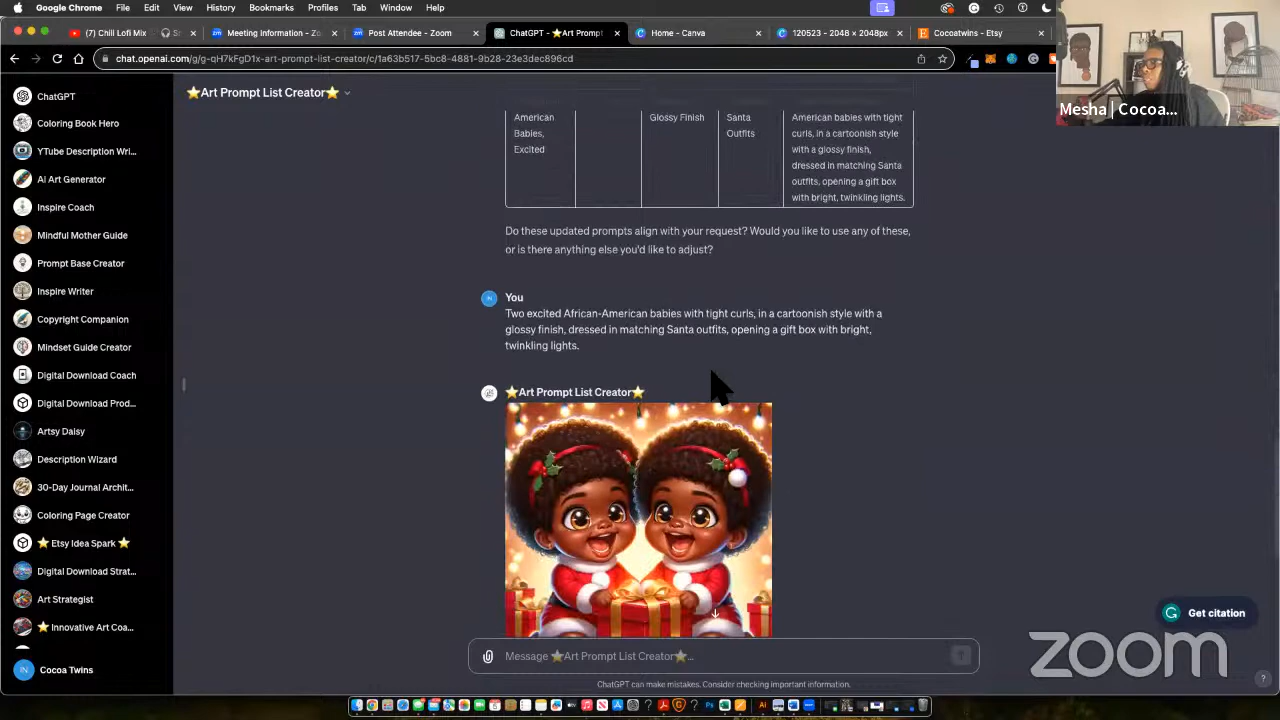 Google Chrome File Edit View History Bookmarks Profiles Tab Window Help
(7) Chill Lofi Mix
Meeting Information - Zo
Post Attendee - Zoom
ChatGPT - ⭐Art Prompt
Home - Canva
120523 - 2048 × 2048px
Cocoatwins - Etsy
chat.openai.com/g/g-qH7kFgD1x-art-prompt-list-creator/c/1a63b517-5bc8-4881-9b28-23e3dec896cd
Mesha | Cocoa...
ChatGPT
Coloring Book Hero
YTube Description Wri...
Ai Art Generator
Inspire Coach
Mindful Mother Guide
Prompt Base Creator
Inspire Writer
Copyright Companion
Mindset Guide Creator
Digital Download Coach
Digital Download Prod...
Artsy Daisy
Description Wizard
30-Day Journal Archit...
Coloring Page Creator
⭐ Etsy Idea Spark ⭐
Digital Download Strat...
Art Strategist
⭐ Innovative Art Coa...
Cocoa Twins
⭐Art Prompt List Creator⭐
American
Babies,
Excited
Glossy Finish
Santa
Outfits
American babies with tight
curls, in a cartoonish style
with a glossy finish,
dressed in matching Santa
outfits, opening a gift box
with bright, twinkling lights.
Do these updated prompts align with your request? Would you like to use any of these,
or is there anything else you'd like to adjust?
You
Two excited African-American babies with tight curls, in a cartoonish style with a
glossy finish, dressed in matching Santa outfits, opening a gift box with bright,
twinkling lights.
⭐Art Prompt List Creator⭐
Get citation
Message ⭐Art Prompt List Creator⭐...
ChatGPT can make mistakes. Consider checking important information.
?
zoom